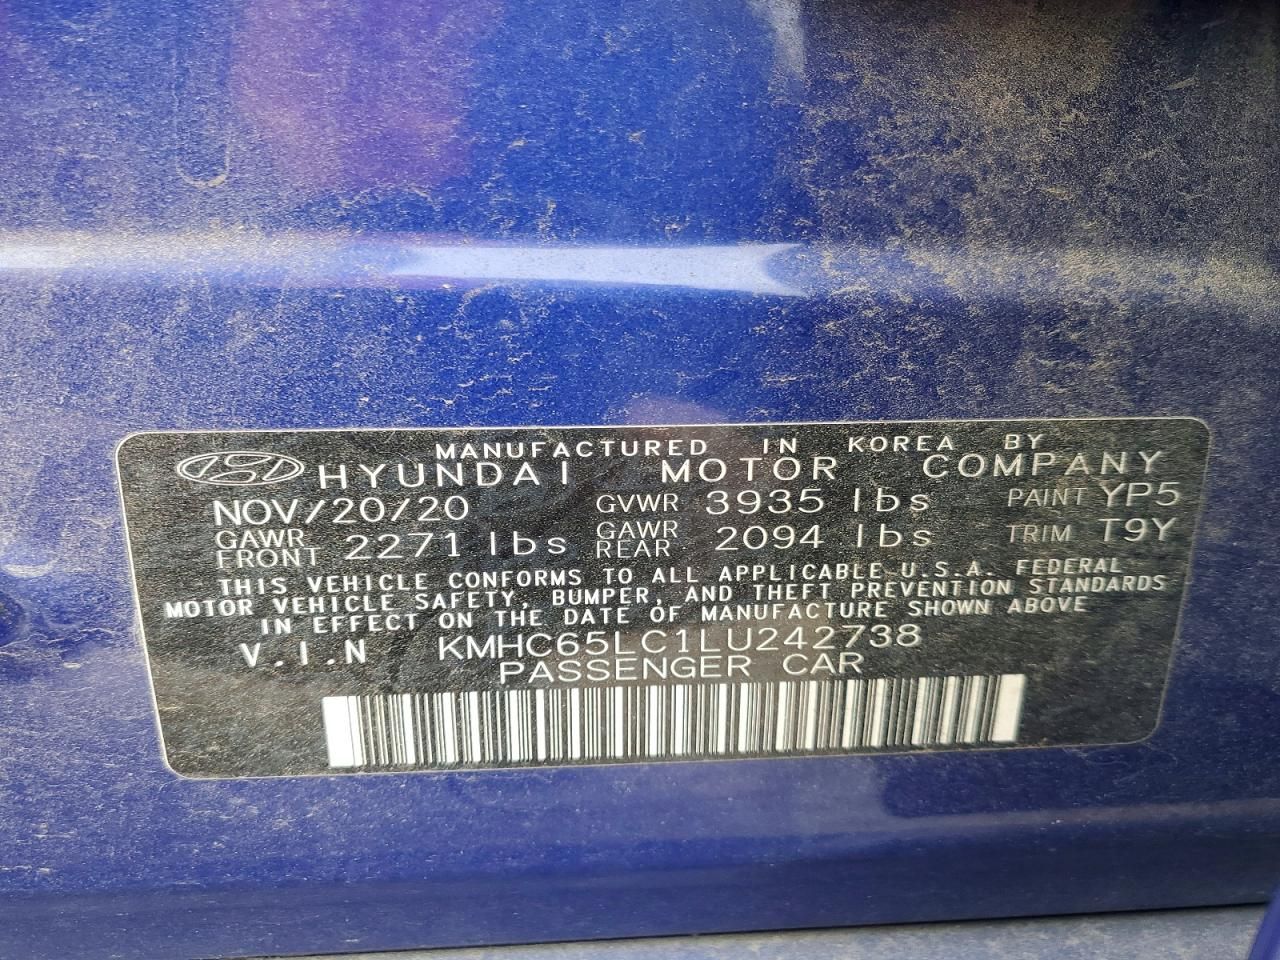 MANUFACTURED IN KOREA BY
HYUNDAI MOTOR COMPANY
NOV/20/20 GVWR 3935 lbs PAINT YP5
GAWR FRONT 2271 lbs GAWR REAR 2094 lbs TRIM T9Y
THIS VEHICLE CONFORMS TO ALL APPLICABLE U.S.A. FEDERAL
MOTOR VEHICLE SAFETY, BUMPER, AND THEFT PREVENTION STANDARDS
IN EFFECT ON THE DATE OF MANUFACTURE SHOWN ABOVE
V.I.N KMHC65LC1LU242738
PASSENGER CAR